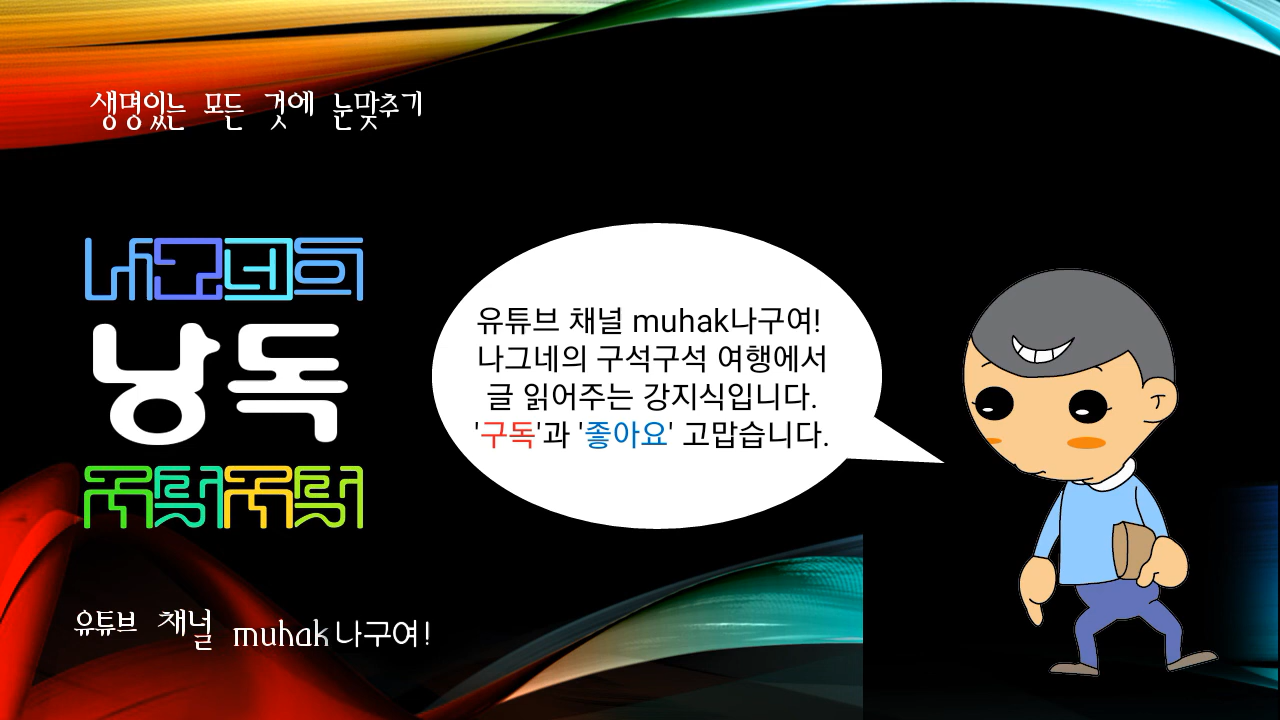 생명있는 모든 것에 눈맞추기
나그네의
낭독
구석구석
유튜브 채널 muhak나구여!
나그네의 구석구석 여행에서
글 읽어주는 강지식입니다.
'구독'과 '좋아요' 고맙습니다.
유튜브 채널 muhak나구여!